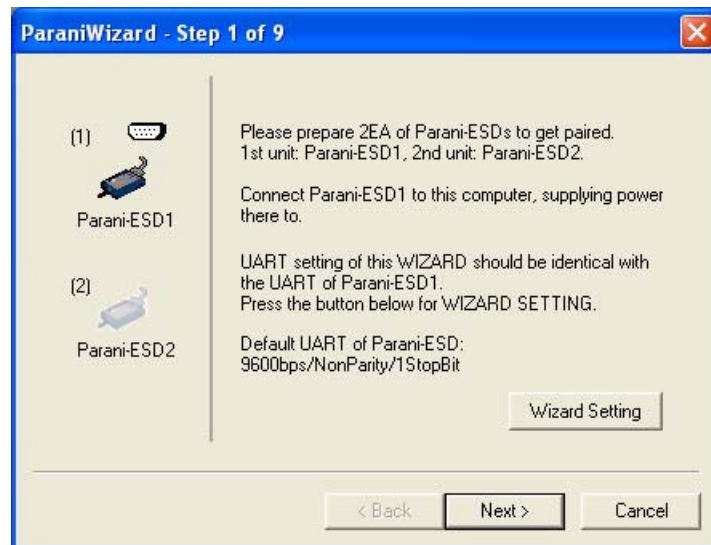 ParaniWizard - Step 1 of 9
(1)
Parani-ESD1
(2)
Parani-ESD2
Please prepare 2EA of Parani-ESDs to get paired.
1st unit: Parani-ESD1, 2nd unit: Parani-ESD2.
Connect Parani-ESD1 to this computer, supplying power
there to.
UART setting of this WIZARD should be identical with
the UART of Parani-ESD1.
Press the button below for WIZARD SETTING.
Default UART of Parani-ESD:
9600bps/NonParity/1StopBit
Wizard Setting
< Back
Next >
Cancel